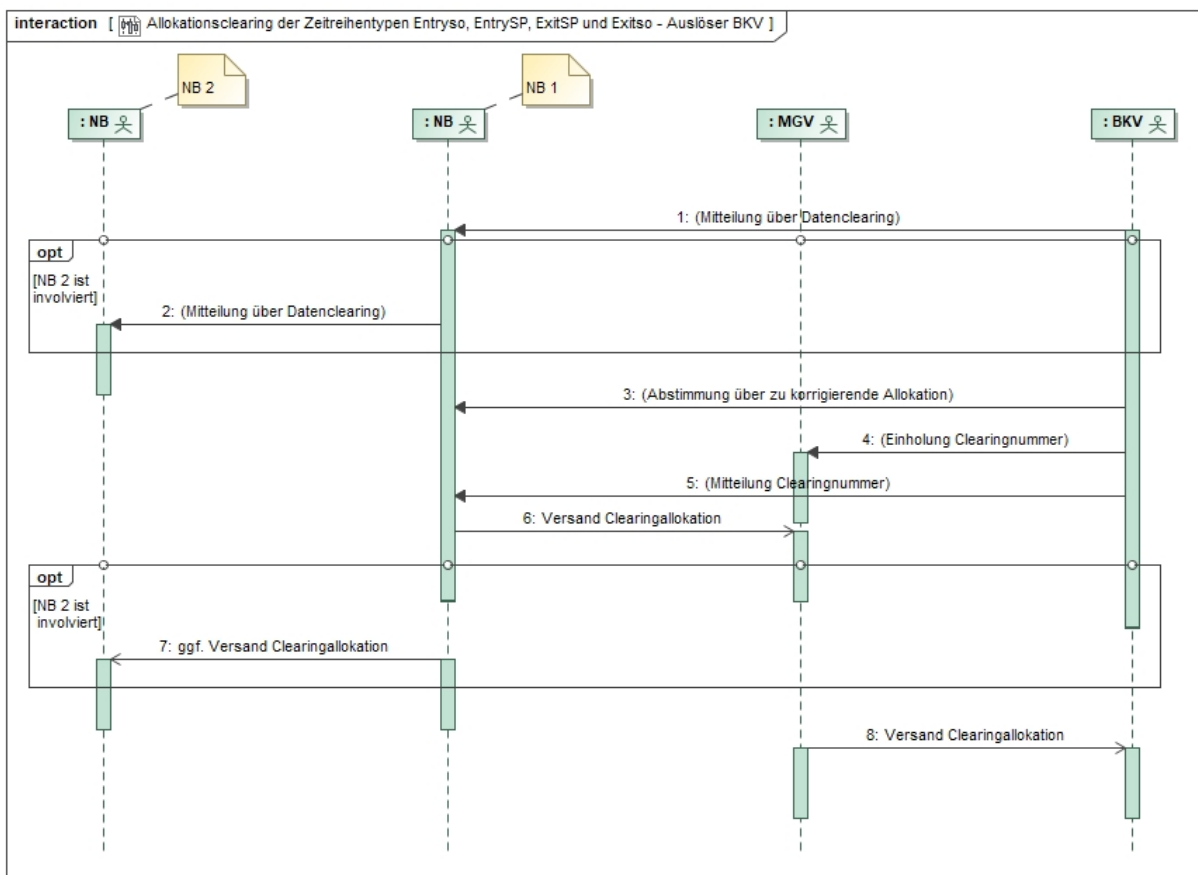 interaction [ Allokationsclearing der Zeitreihentypen Entryso, EntrySP, ExitSP und Exitso - Auslöser BKV ]
NB 2
NB 1
: NB
: NB
: MGV
: BKV
1: (Mitteilung über Datenclearing)
opt
[NB 2 ist
involviert]
2: (Mitteilung über Datenclearing)
3: (Abstimmung über zu korrigierende Allokation)
4: (Einholung Clearingnummer)
5: (Mitteilung Clearingnummer)
6: Versand Clearingallokation
opt
[NB 2 ist
involviert]
7: ggf. Versand Clearingallokation
8: Versand Clearingallokation